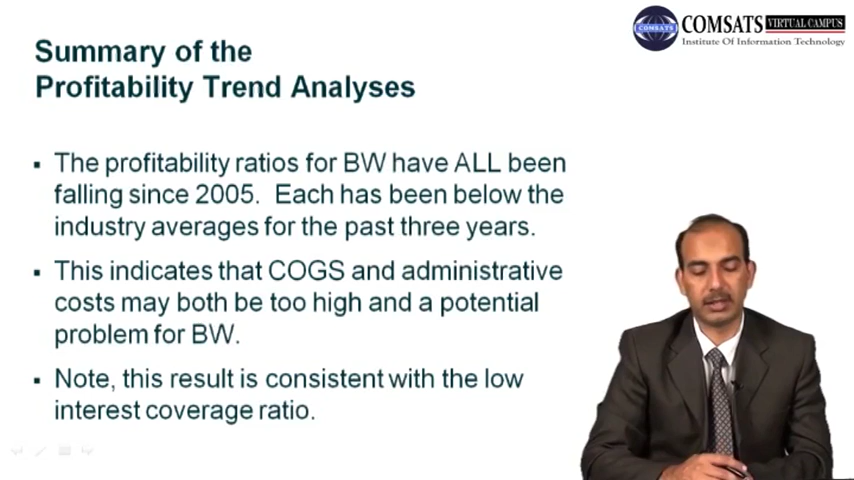 COMSATS VIRTUAL CAMPUS
Institute Of Information Technology
COMSATS
Summary of the
Profitability Trend Analyses
▪ The profitability ratios for BW have ALL been
falling since 2005. Each has been below the
industry averages for the past three years.
▪ This indicates that COGS and administrative
costs may both be too high and a potential
problem for BW.
▪ Note, this result is consistent with the low
interest coverage ratio.